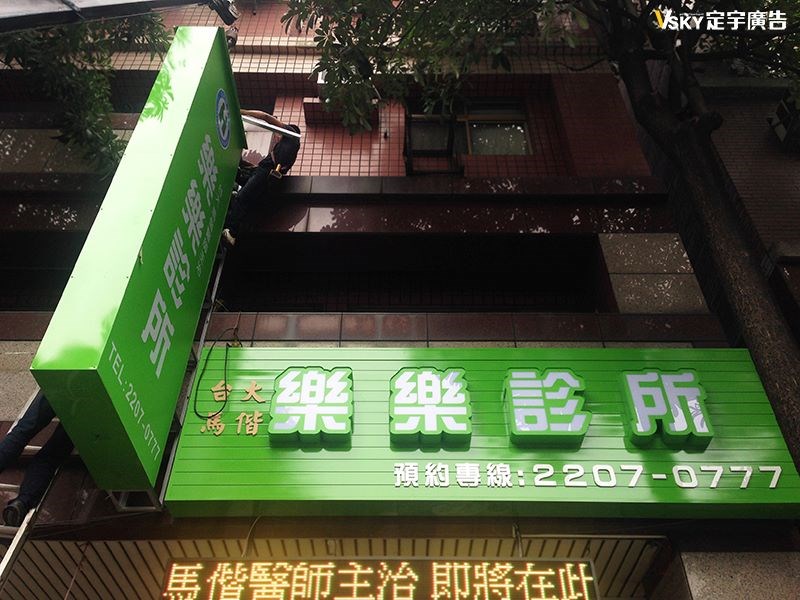 VSKY定宇廣告
樂樂診所
TEL:2207-0777
台大
馬偕
樂樂診所
預約專線:2207-0777
馬偕醫師主治 即將在此